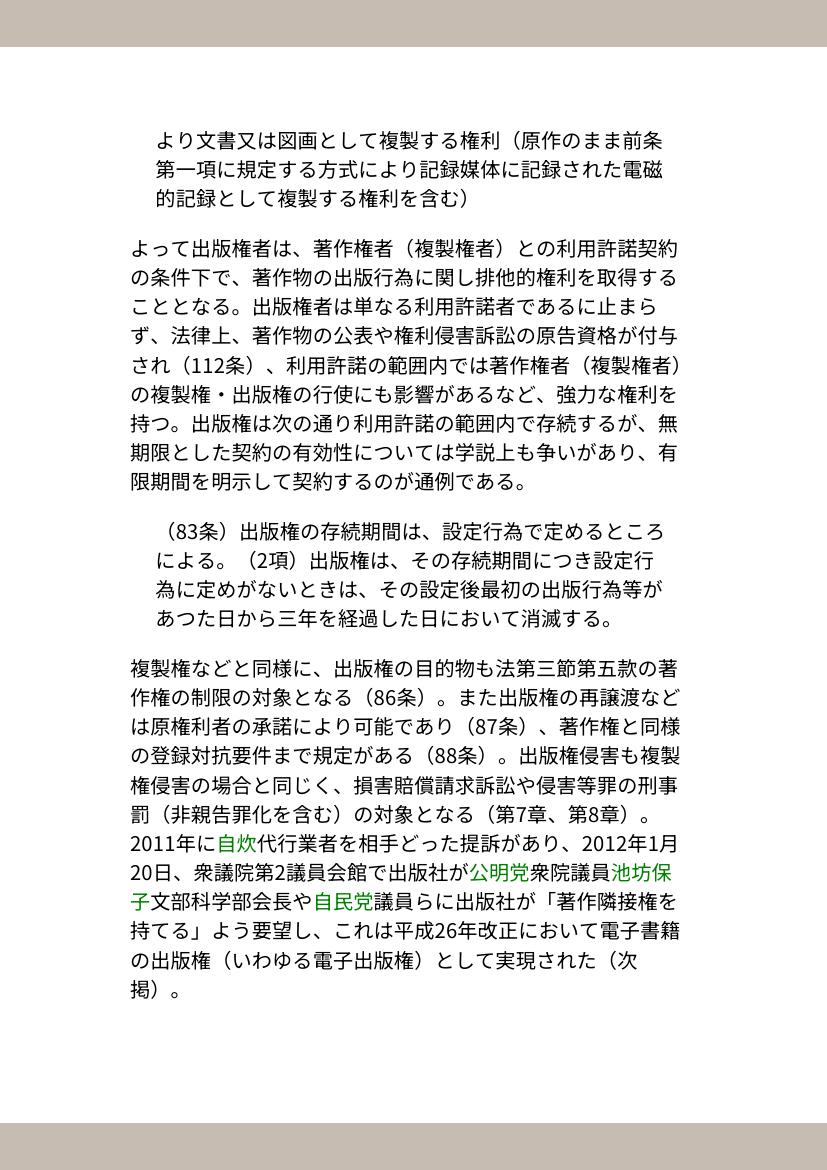 より文書又は図画として複製する権利（原作のまま前条
第一項に規定する方式により記録媒体に記録された電磁
的記録として複製する権利を含む）
よって出版権者は、著作権者（複製権者）との利用許諾契約
の条件下で、著作物の出版行為に関し排他的権利を取得する
こととなる。出版権者は単なる利用許諾者であるに止まら
ず、法律上、著作物の公表や権利侵害訴訟の原告資格が付与
され（112条）、利用許諾の範囲内では著作権者（複製権者）
の複製権・出版権の行使にも影響があるなど、強力な権利を
持つ。出版権は次の通り利用許諾の範囲内で存続するが、無
期限とした契約の有効性については学説上も争いがあり、有
限期間を明示して契約するのが通例である。
（83条）出版権の存続期間は、設定行為で定めるところ
による。（2項）出版権は、その存続期間につき設定行
為に定めがないときは、その設定後最初の出版行為等が
あつた日から三年を経過した日において消滅する。
複製権などと同様に、出版権の目的物も法第三節第五款の著
作権の制限の対象となる（86条）。また出版権の再譲渡など
は原権利者の承諾により可能であり（87条）、著作権と同様
の登録対抗要件まで規定がある（88条）。出版権侵害も複製
権侵害の場合と同じく、損害賠償請求訴訟や侵害等罪の刑事
罰（非親告罪化を含む）の対象となる（第7章、第8章）。
2011年に自炊代行業者を相手どった提訴があり、2012年1月
20日、衆議院第2議員会館で出版社が公明党衆院議員池坊保
子文部科学部会長や自民党議員らに出版社が「著作隣接権を
持てる」よう要望し、これは平成26年改正において電子書籍
の出版権（いわゆる電子出版権）として実現された（次
掲）。